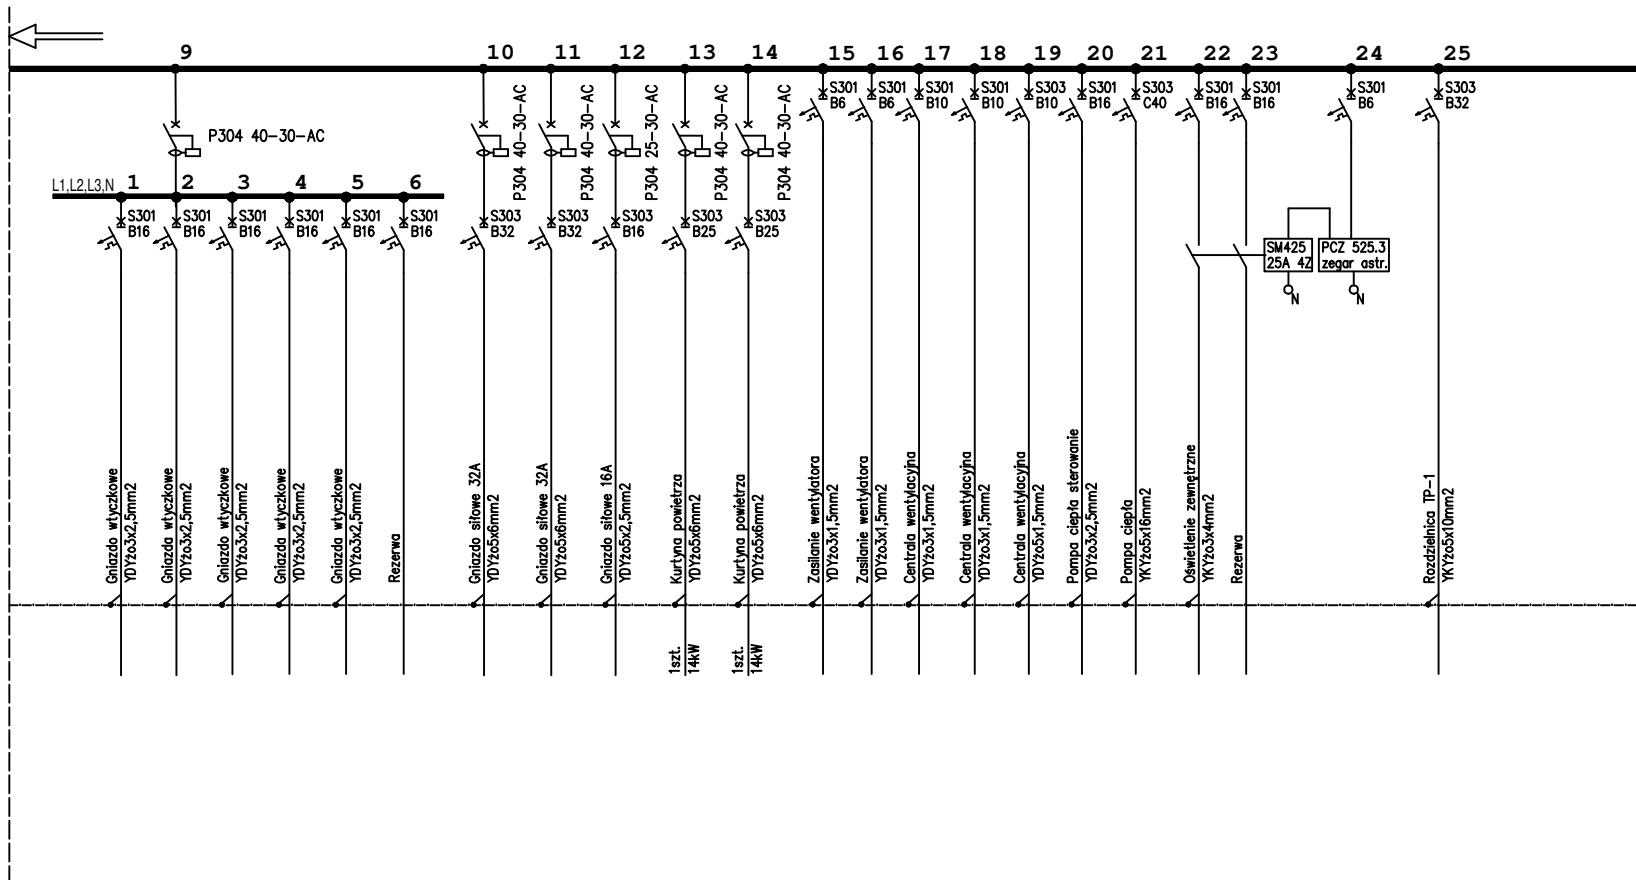 9 10 11 12 13 14 15 16 17 18 19 20 21 22 23 24 25
P304 40-30-AC
P304 40-30-AC
P304 40-30-AC
P304 25-30-AC
P304 40-30-AC
P304 40-30-AC
S301
B6
S301
B6
S301
B10
S301
B10
S303
B10
S301
B16
S303
C40
S301
B16
S301
B16
S301
B6
S303
B32
L1,L2,L3,N
1 2 3 4 5 6
S301
B16
S301
B16
S301
B16
S301
B16
S301
B16
S301
B16
S303
B32
S303
B32
S303
B16
S303
B25
S303
B25
SM425
25A 4Z
N
PCZ 525.3
zegar astr.
N
Gniazda wtyczkowe
YDYżo3x2,5mm2
Gniazda wtyczkowe
YDYżo3x2,5mm2
Gniazda wtyczkowe
YDYżo3x2,5mm2
Gniazda wtyczkowe
YDYżo3x2,5mm2
Gniazda wtyczkowe
YDYżo3x2,5mm2
Rezerwa
Gniazdo siłowe 32A
YDYżo5x6mm2
Gniazdo siłowe 32A
YDYżo5x6mm2
Gniazdo siłowe 16A
YDYżo5x2,5mm2
Kurtyna powietrza
YDYżo5x6mm2
Kurtyna powietrza
YDYżo5x6mm2
Zasilanie wentylatora
YDYżo3x1,5mm2
Zasilanie wentylatora
YDYżo3x1,5mm2
Centrala wentylacyjna
YDYżo3x1,5mm2
Centrala wentylacyjna
YDYżo3x1,5mm2
Centrala wentylacyjna
YDYżo5x1,5mm2
Pompa ciepła sterowanie
YDYżo3x2,5mm2
Pompa ciepła
YKYżo5x16mm2
Oświetlenie zewnętrzne
YKYżo3x4mm2
Rezerwa
Rozdzielnica TP-1
YKYżo5x10mm2
1szt.
14kW
1szt.
14kW